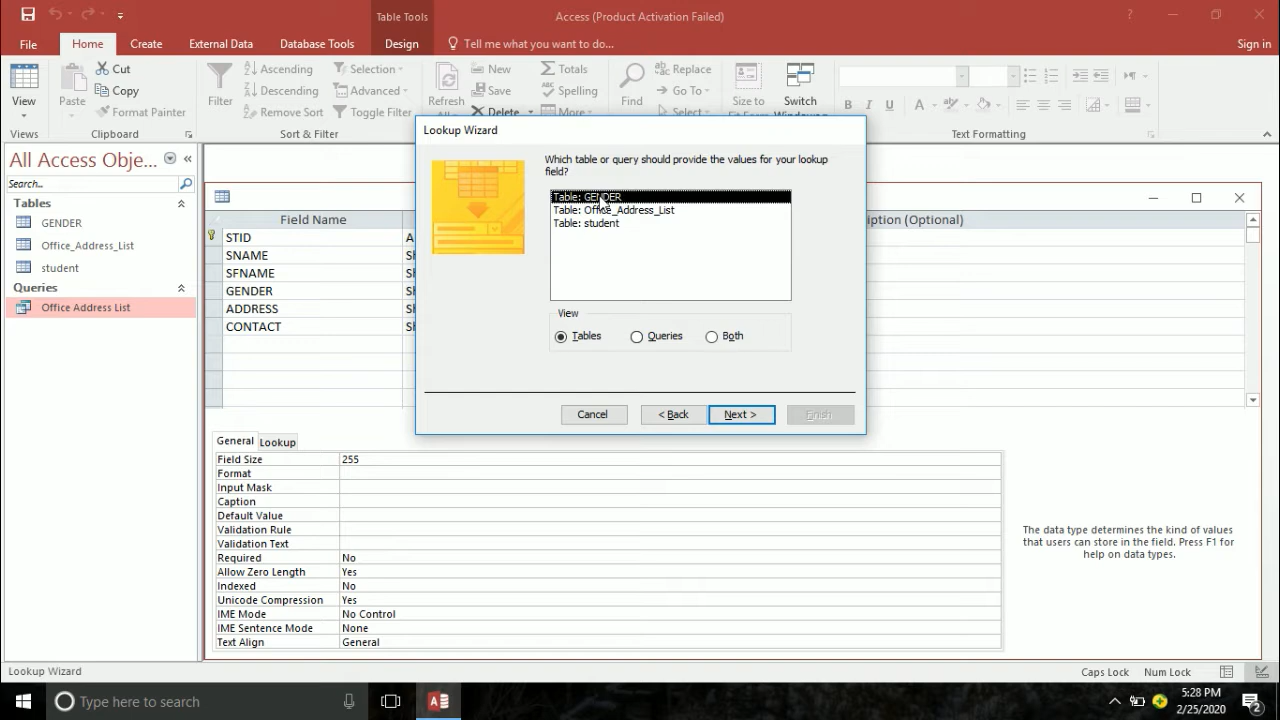 Table Tools
Access (Product Activation Failed)
File
Home
Create
External Data
Database Tools
Design
Tell me what you want to do...
Sign in
View
Views
Paste
Cut
Copy
Format Painter
Clipboard
Filter
Ascending
Descending
Remove Sort
Selection
Advanced
Toggle Filter
Sort & Filter
Refresh
New
Save
Delete
Totals
Spelling
More
Find
Replace
Go To
Select
Size to
Switch
Text Formatting
All Access Obje...
Search...
Tables
GENDER
Office_Address_List
student
Queries
Office Address List
Lookup Wizard
Which table or query should provide the values for your lookup
field?
Table: GENDER
Table: Office_Address_List
Table: student
View
Tables
Queries
Both
Cancel
< Back
Next >
Finish
Field Name
ption (Optional)
STID
A
SNAME
Sh
SFNAME
Sh
GENDER
Sh
ADDRESS
Sh
CONTACT
Sh
General
Lookup
Field Size 255
Format
Input Mask
Caption
Default Value
Validation Rule
Validation Text
Required No
Allow Zero Length Yes
Indexed No
Unicode Compression Yes
IME Mode No Control
IME Sentence Mode None
Text Align General
The data type determines the kind of values
that users can store in the field. Press F1 for
help on data types.
Lookup Wizard
Caps Lock
Num Lock
Type here to search
5:28 PM
2/25/2020
2